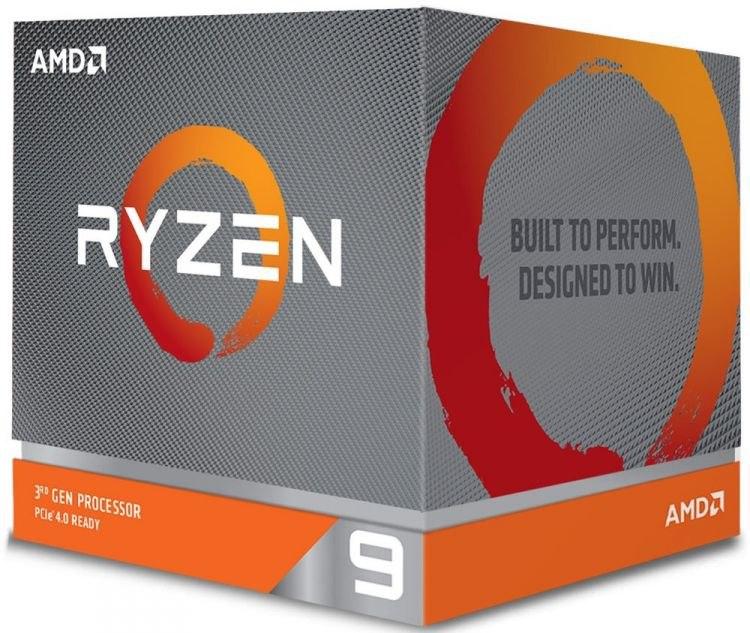 AMD
RYZEN
3RD GEN PROCESSOR
PCIe® 4.0 READY
9
BUILT TO PERFORM.
DESIGNED TO WIN.
AMD